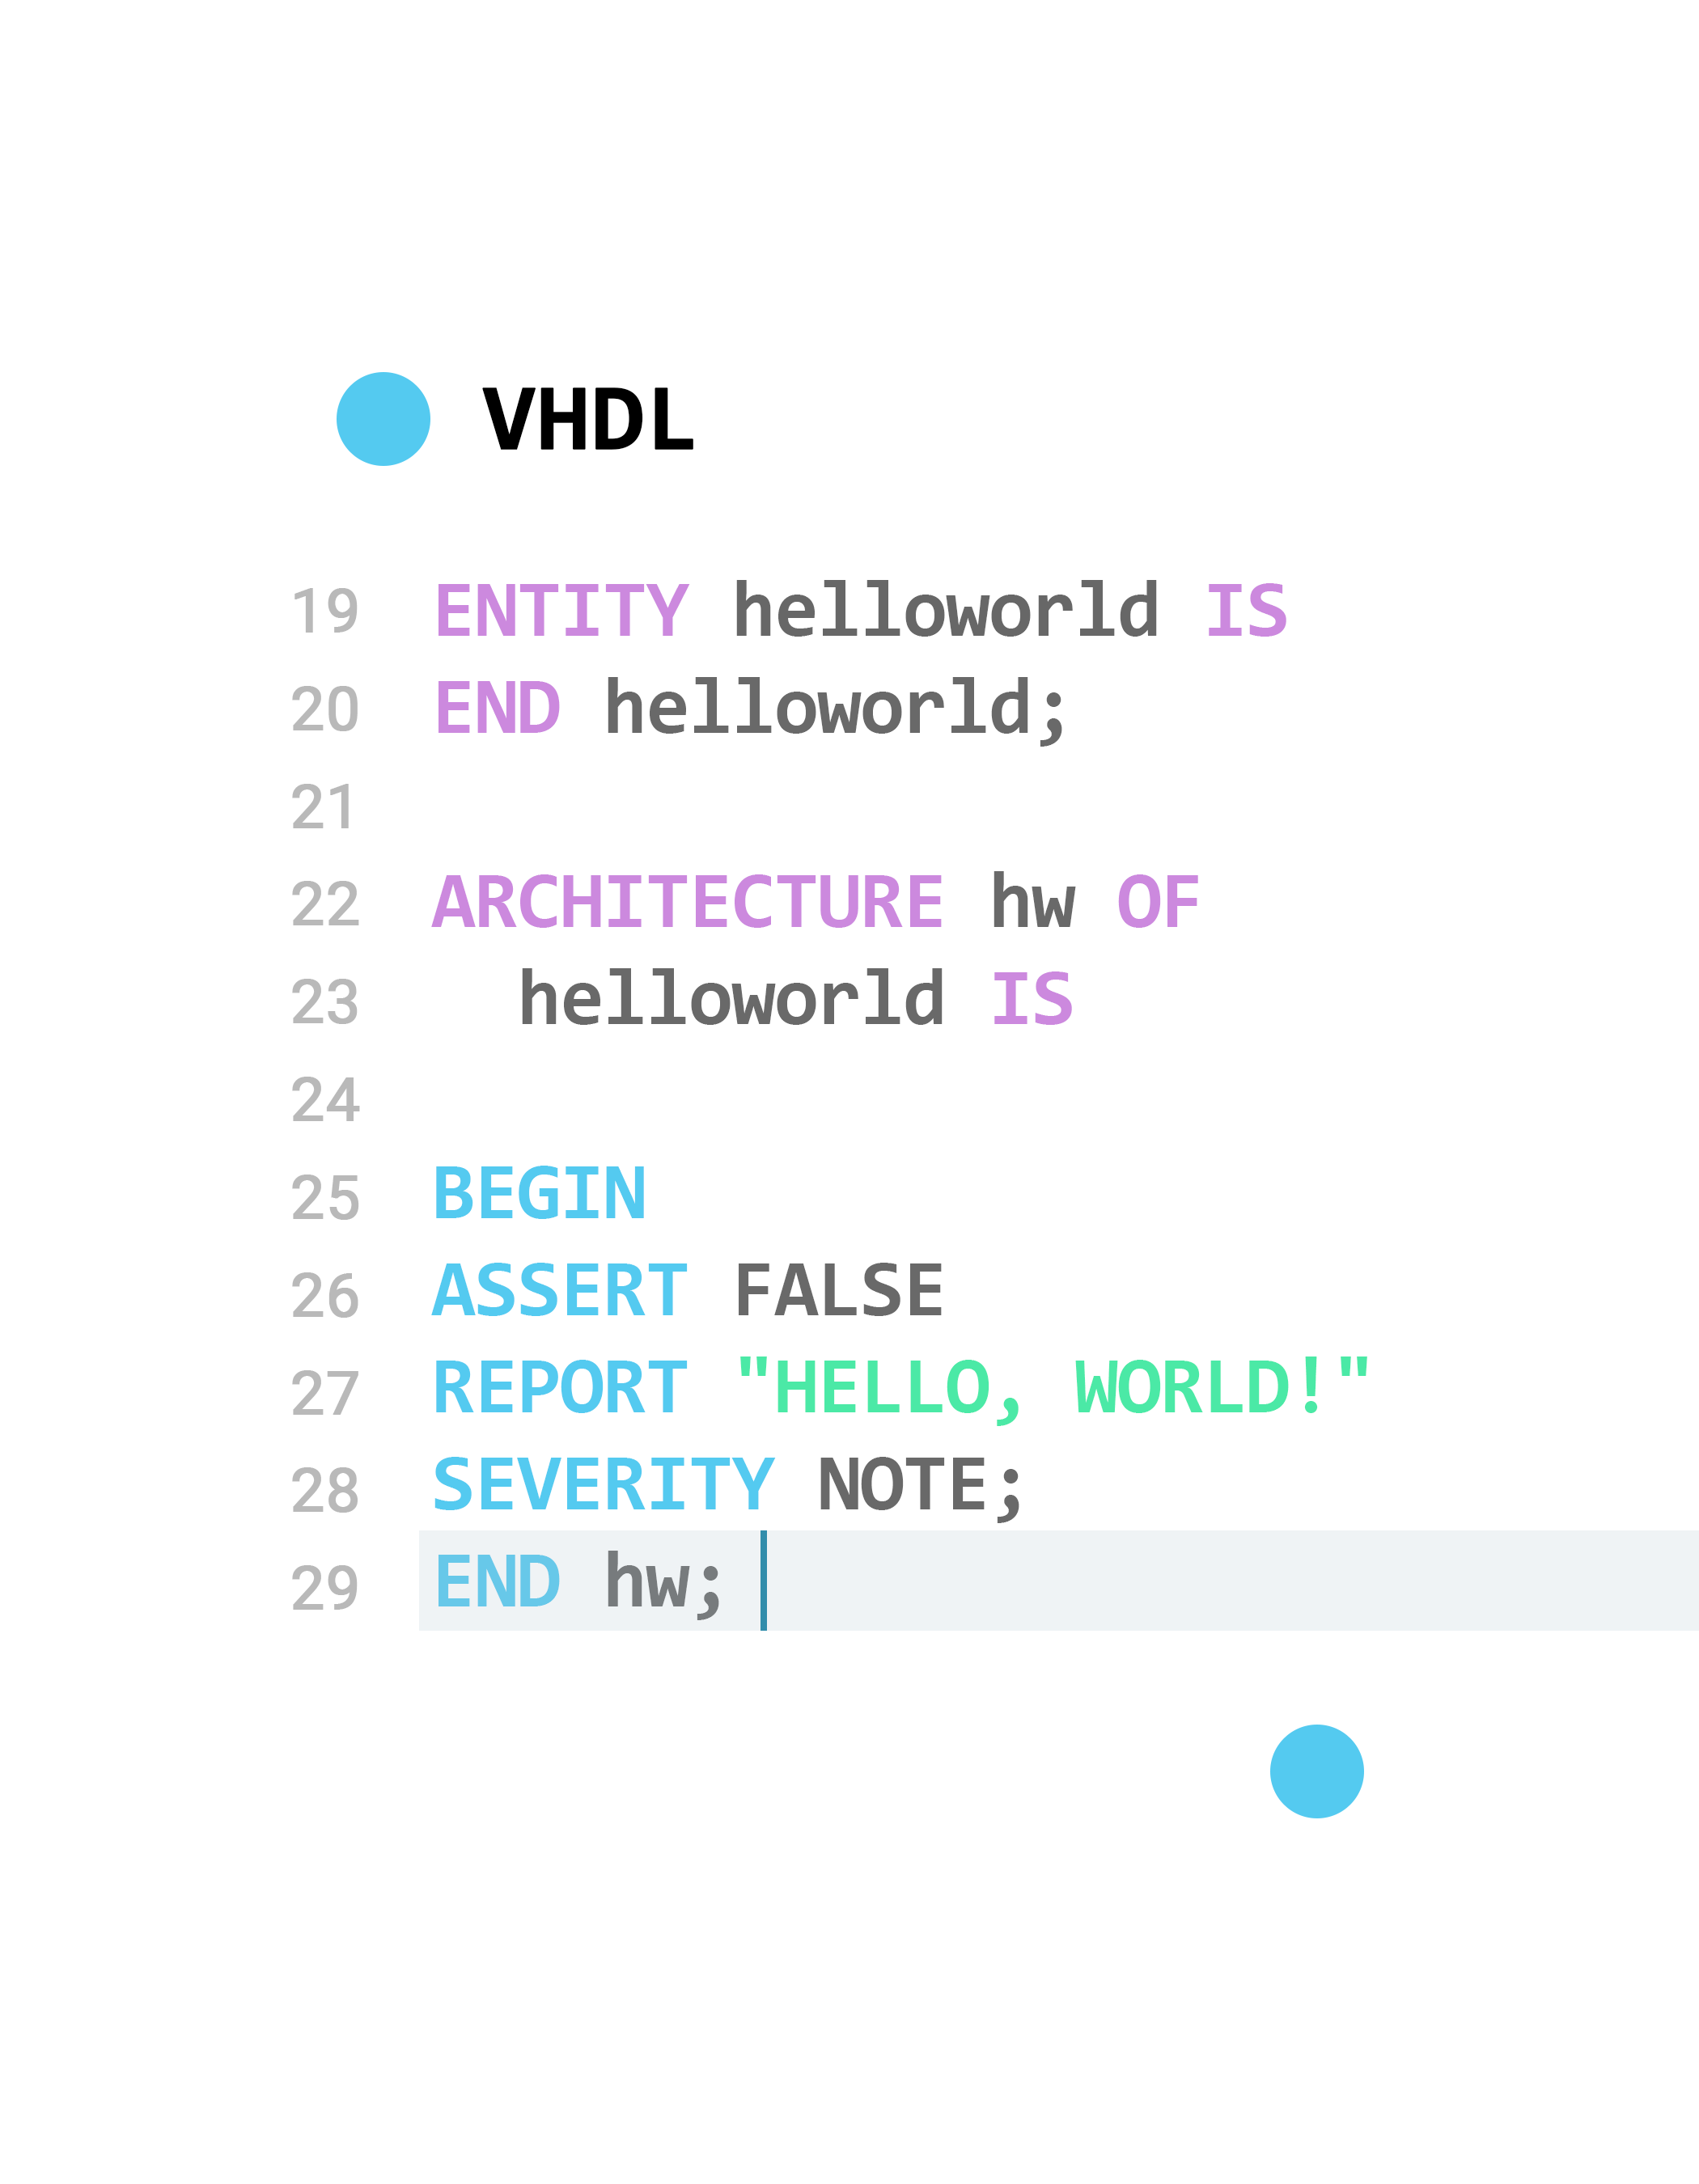 VHDL
19 ENTITY helloworld IS
20 END helloworld;
21
22 ARCHITECTURE hw OF
23   helloworld IS
24
25 BEGIN
26 ASSERT FALSE
27 REPORT "HELLO, WORLD!"
28 SEVERITY NOTE;
29 END hw;